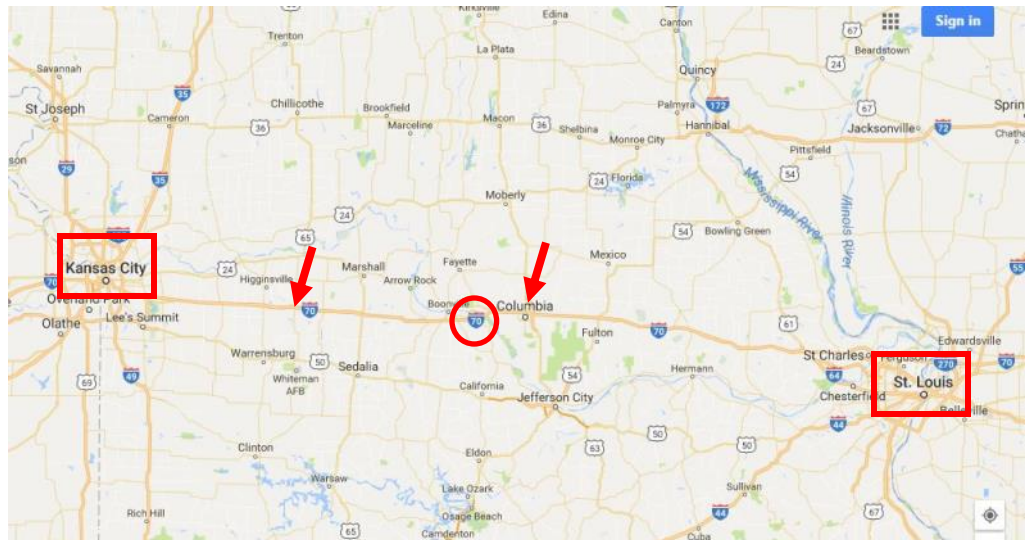 Kirksville
Edina
Canton
67
Sign in
Trenton
La Plata
24
Beardstown
Savannah
Quincy
35
St Joseph
Cameron
Chillicothe
Brookfield
Marceline
Macon
36
36
Shelbina
Monroe City
Palmyra
172
Hannibal
67
Jacksonville
72
Sprin
Chatha
son
29
35
Pittsfield
54
24
Florida
Moberly
Mississippi River
Illinois River
24
65
54
Bowling Green
Kansas City
24
Higginsville
Marshall
Arrow Rock
Fayette
Mexico
55
70
Overland Park
Boonville
Columbia
70
70
Olathe
Lee's Summit
Fulton
70
61
Edwardsville
Warrensburg
50
Sedalia
St Charles
Ferguson
270
70
69
49
Whiteman
AFB
California
54
Jefferson City
Hermann
64
Chesterfield
St. Louis
Belleville
44
50
50
63
Clinton
Eldon
Warsaw
Lake Ozark
Sullivan
Rich Hill
Osage Beach
44
67
65
Camdenton
Cuba